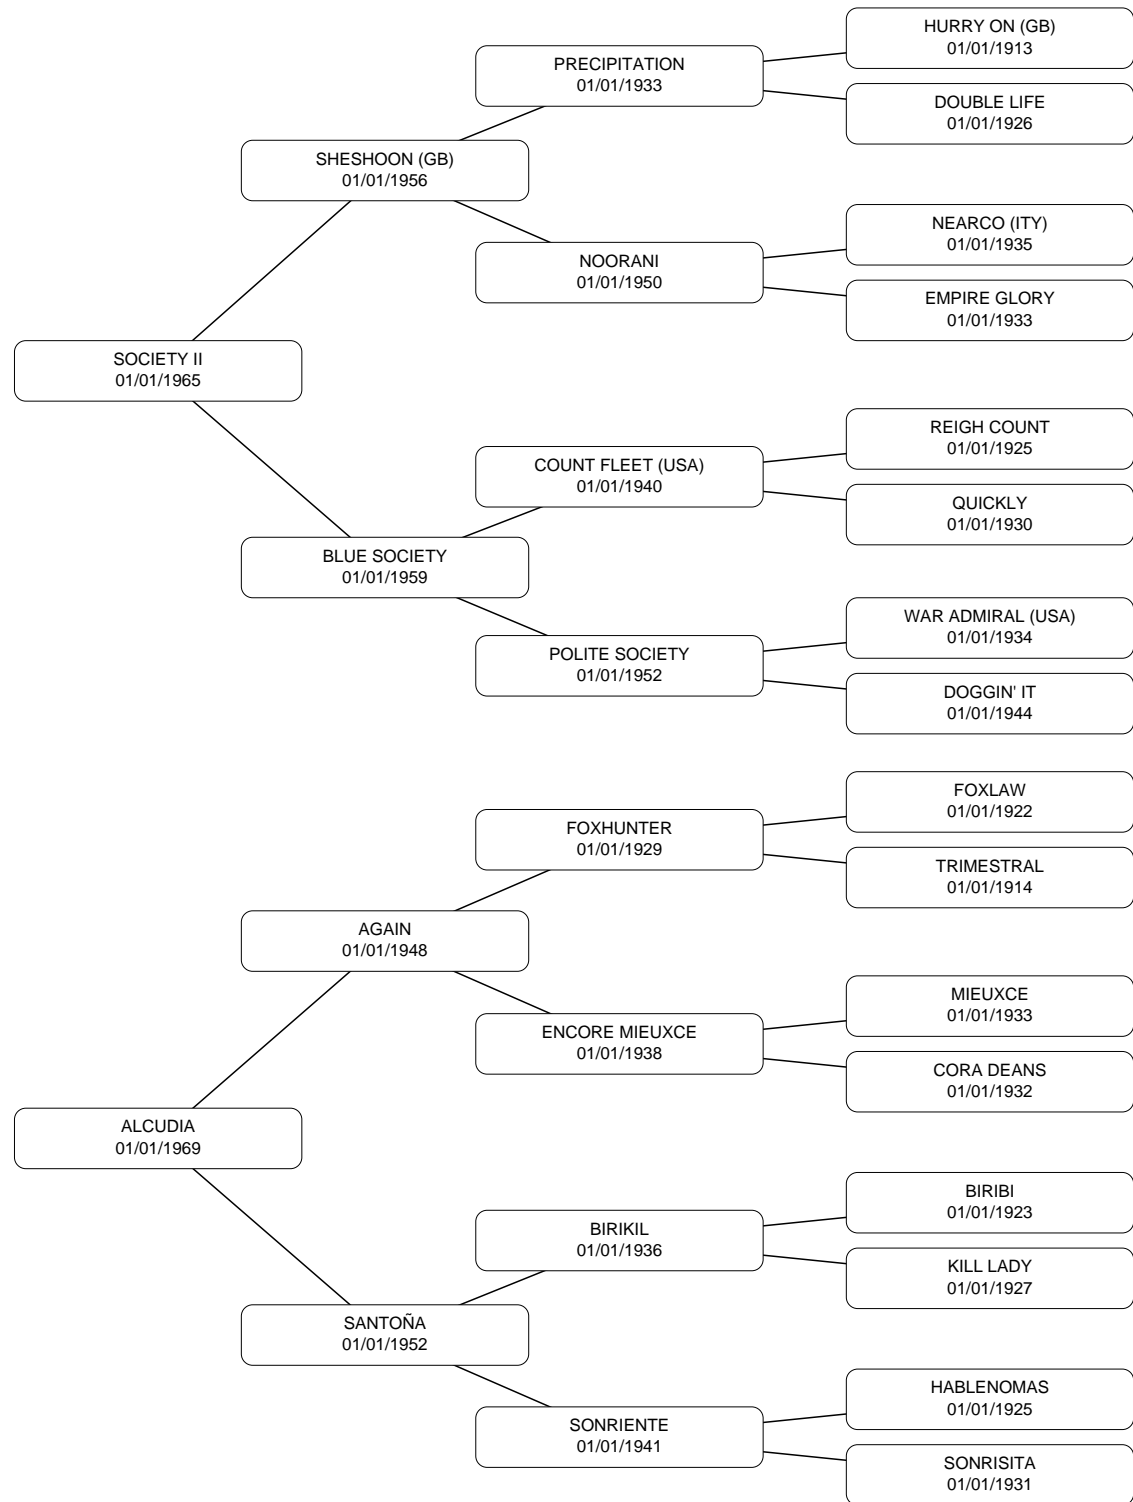 HURRY ON (GB)
01/01/1913
PRECIPITATION
01/01/1933
DOUBLE LIFE
01/01/1926
SHESHOON (GB)
01/01/1956
NEARCO (ITY)
01/01/1935
NOORANI
01/01/1950
EMPIRE GLORY
01/01/1933
SOCIETY II
01/01/1965
REIGH COUNT
01/01/1925
COUNT FLEET (USA)
01/01/1940
QUICKLY
01/01/1930
BLUE SOCIETY
01/01/1959
WAR ADMIRAL (USA)
01/01/1934
POLITE SOCIETY
01/01/1952
DOGGIN' IT
01/01/1944
FOXLAW
01/01/1922
FOXHUNTER
01/01/1929
TRIMESTRAL
01/01/1914
AGAIN
01/01/1948
MIEUXCE
01/01/1933
ENCORE MIEUXCE
01/01/1938
CORA DEANS
01/01/1932
ALCUDIA
01/01/1969
BIRIBI
01/01/1923
BIRIKIL
01/01/1936
KILL LADY
01/01/1927
SANTOÑA
01/01/1952
HABLENOMAS
01/01/1925
SONRIENTE
01/01/1941
SONRISITA
01/01/1931